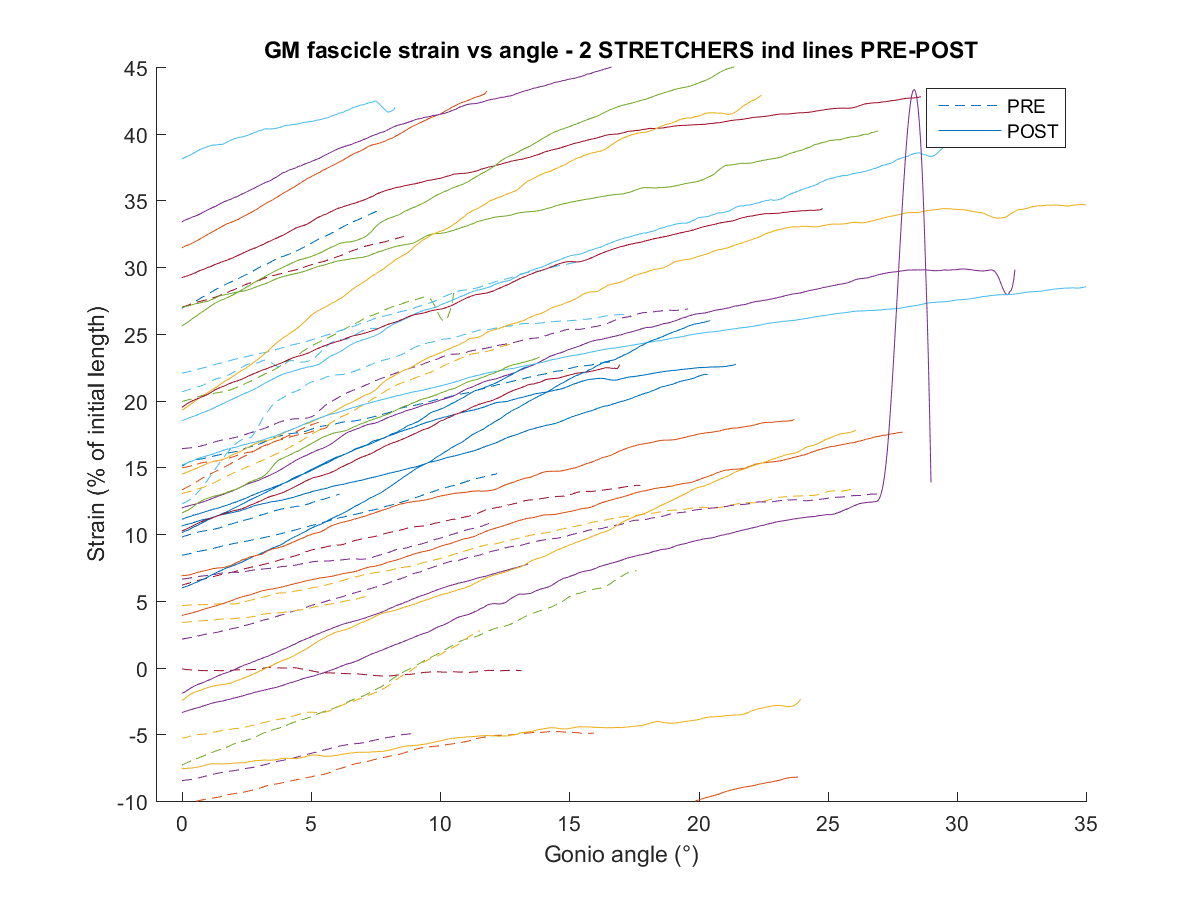 GM fascicle strain vs angle - 2 STRETCHERS ind lines PRE-POST
45
40
35
30
25
20
15
10
5
0
-5
-10
Strain (% of initial length)
PRE
POST
0 5 10 15 20 25 30 35
Gonio angle (°)